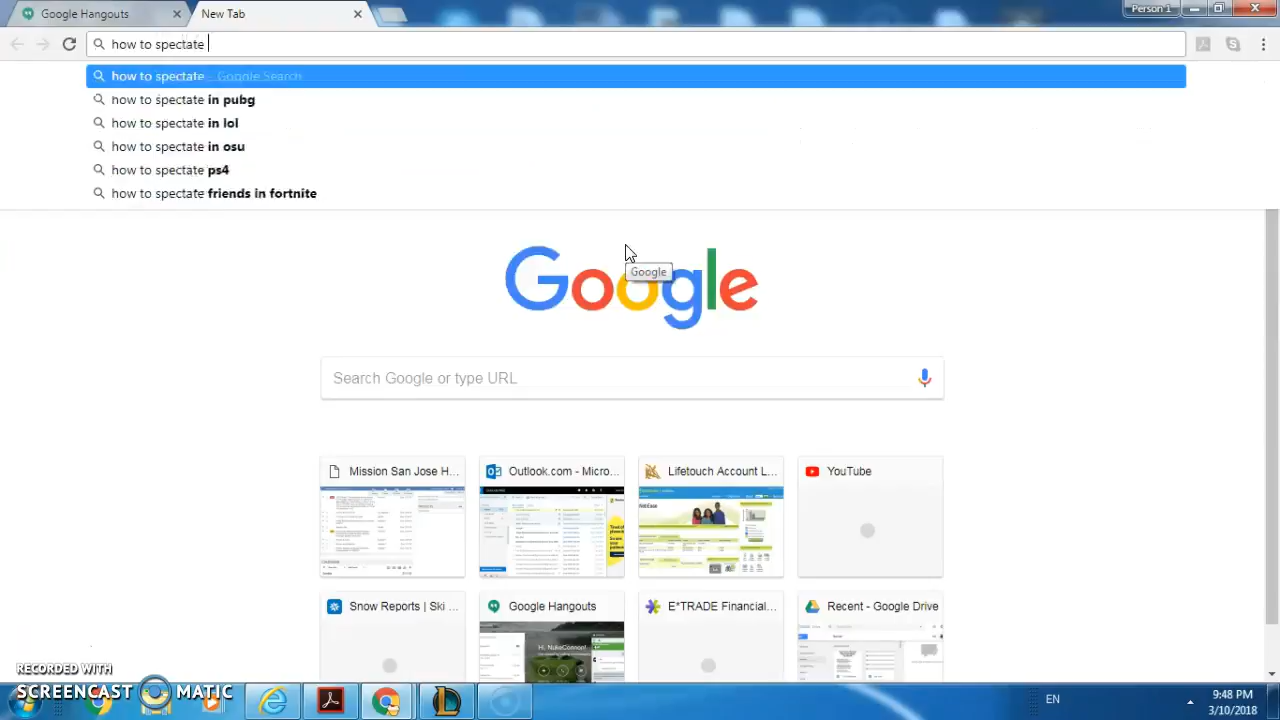 Google Hangouts
New Tab
Person 1
how to spectate
how to spectate - Google Search
how to spectate in pubg
how to spectate in lol
how to spectate in osu
how to spectate ps4
how to spectate friends in fortnite
Google
Google
Search Google or type URL
Mission San Jose H...
Outlook.com - Micro...
Lifetouch Account L...
YouTube
Snow Reports | Ski ...
Google Hangouts
E*TRADE Financial...
Recent - Google Drive
RECORDED WITH
SCREENCAST MATIC
EN
9:48 PM
3/10/2018